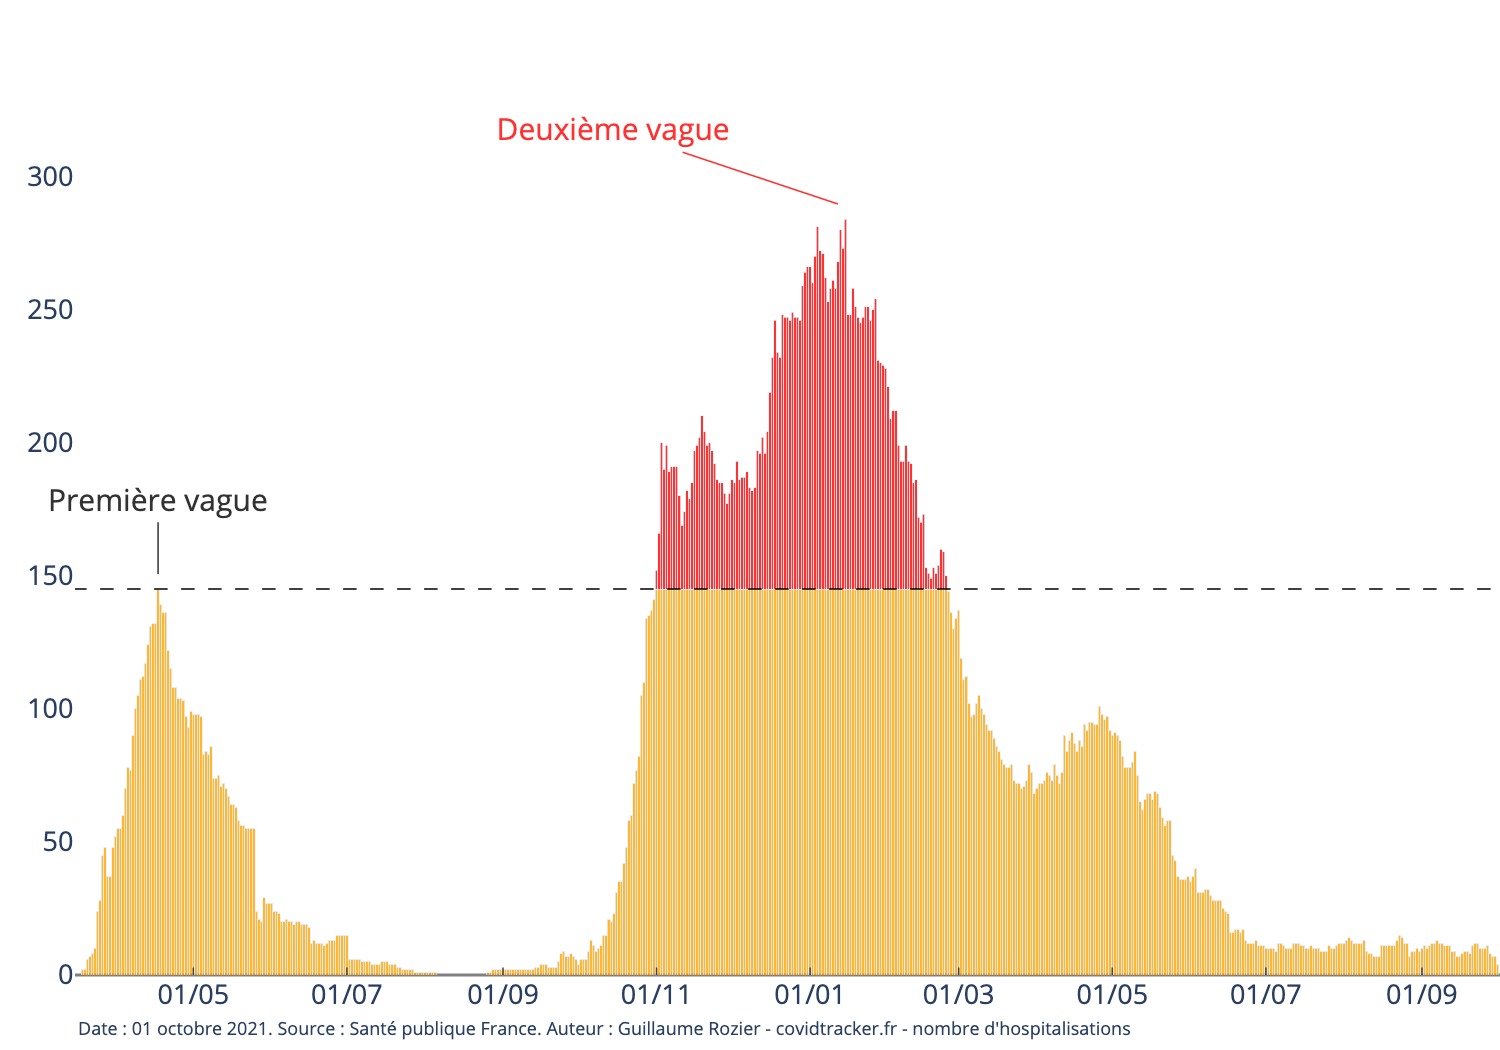 Deuxième vague
300
250
200
Première vague
150
100
50
0
01/05 01/07 01/09 01/11 01/01 01/03 01/05 01/07 01/09
Date : 01 octobre 2021. Source : Santé publique France. Auteur : Guillaume Rozier - covidtracker.fr - nombre d'hospitalisations